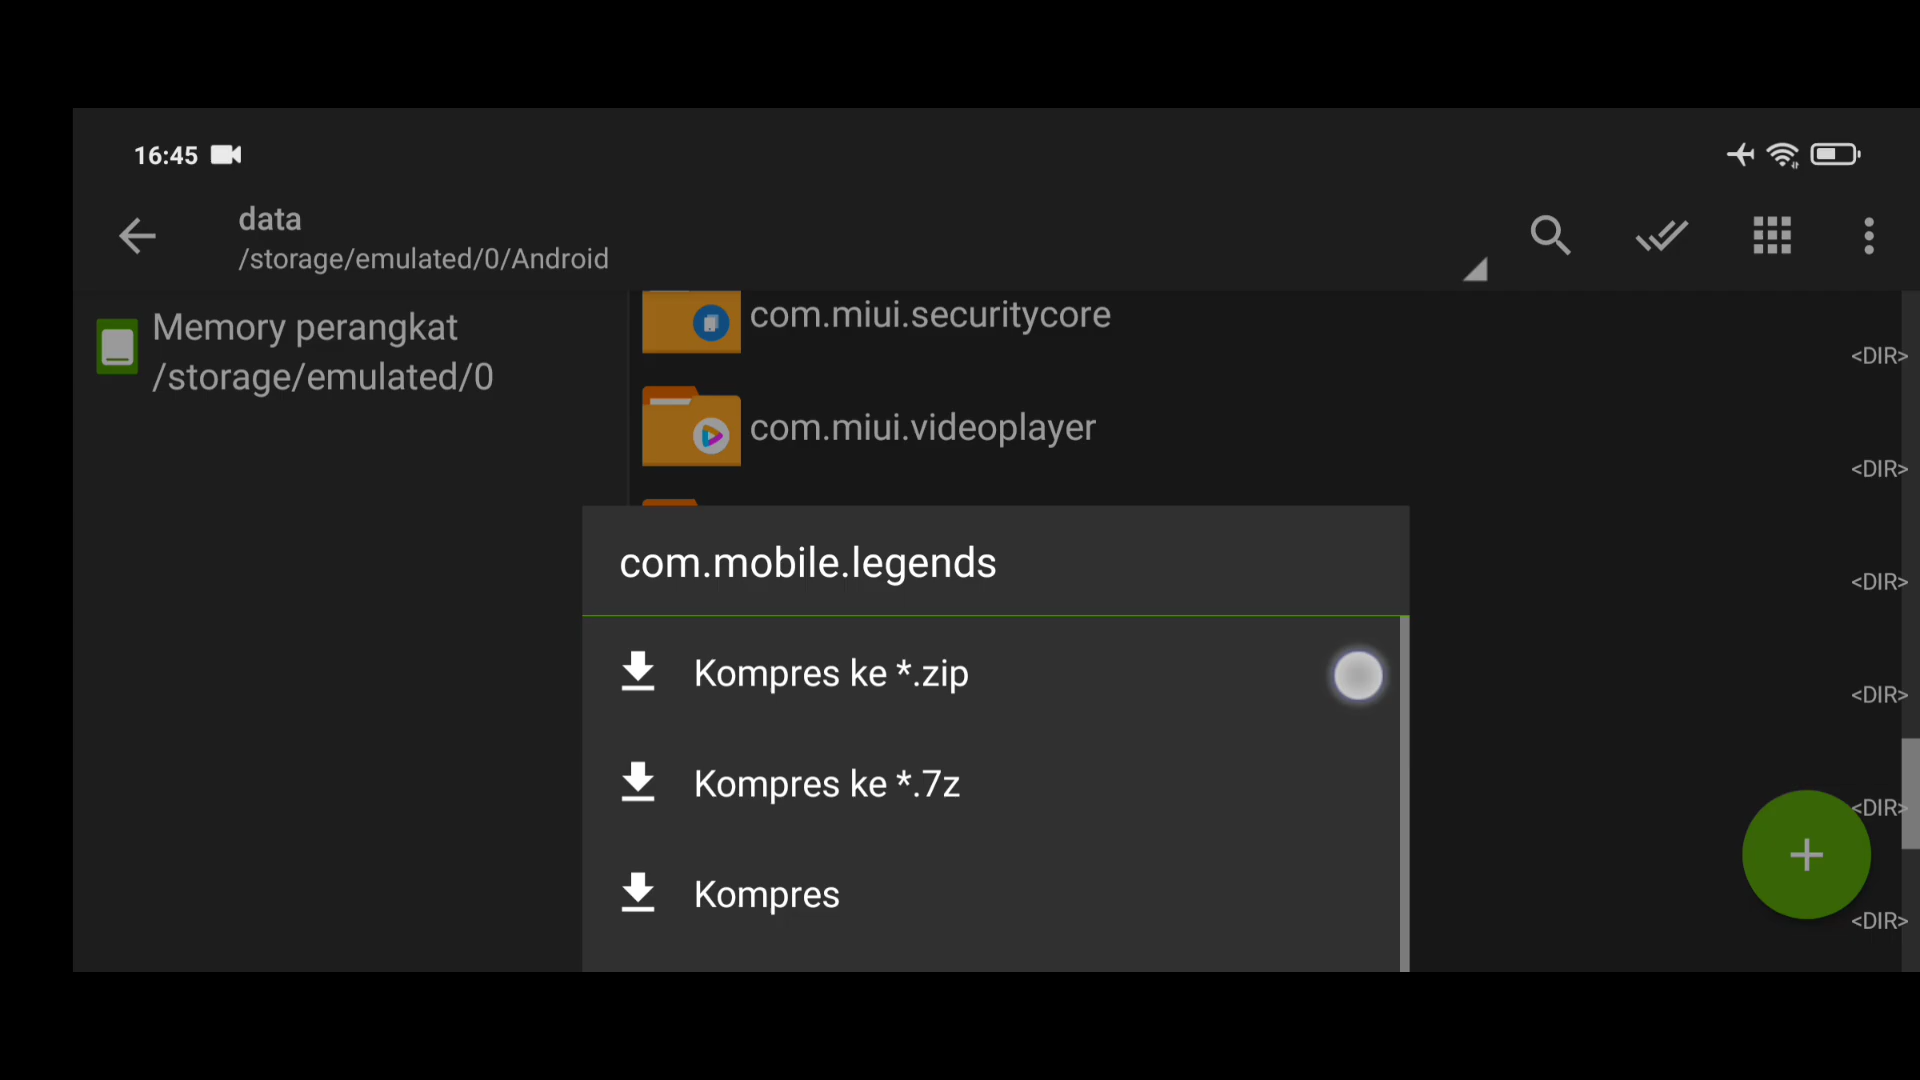 16:45
data
/storage/emulated/0/Android
Memory perangkat
/storage/emulated/0
com.miui.securitycore
<DIR>
com.miui.videoplayer
<DIR>
<DIR>
com.mobile.legends
Kompres ke *.zip
<DIR>
Kompres ke *.7z
<DIR>
Kompres
<DIR>